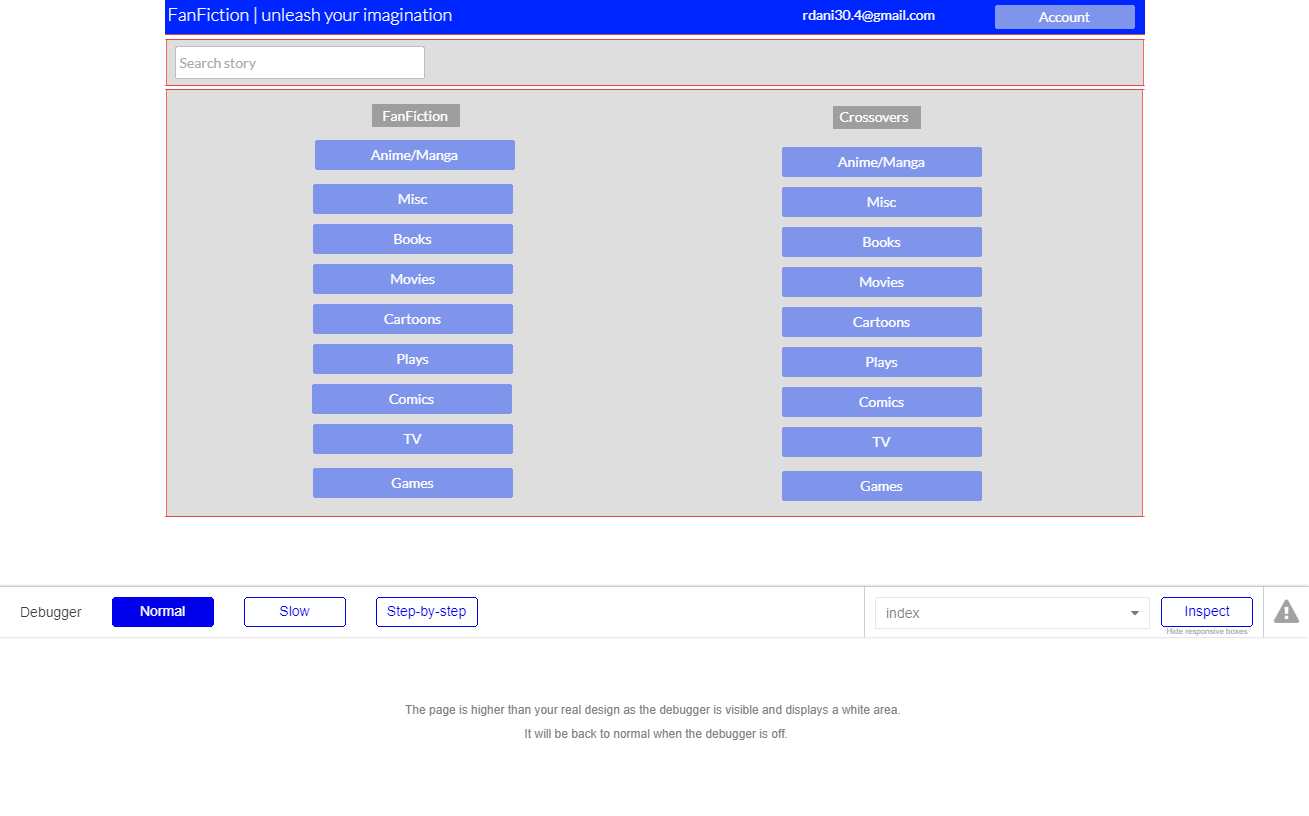 FanFiction | unleash your imagination
rdani30.4@gmail.com
Account
Search story
FanFiction
Crossovers
Anime/Manga
Anime/Manga
Misc
Misc
Books
Books
Movies
Movies
Cartoons
Cartoons
Plays
Plays
Comics
Comics
TV
TV
Games
Games
Debugger
Normal
Slow
Step-by-step
index
Inspect
Hide responsive boxes
The page is higher than your real design as the debugger is visible and displays a white area.
It will be back to normal when the debugger is off.